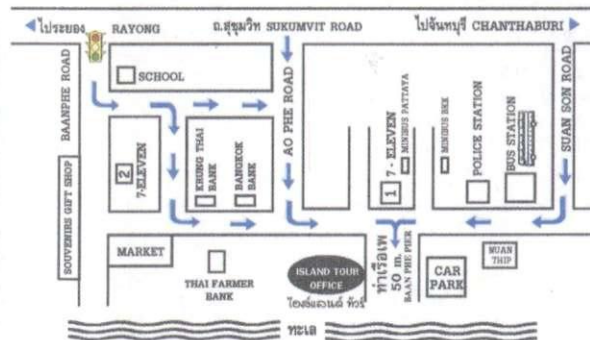 ไประยอง RAYONG
ถ.สุขุมวิท SUKUMVIT ROAD
ไปจันทบุรี CHANTHABURI
BAANPHE ROAD
SCHOOL
AO PHE ROAD
SUAN SON ROAD
2
7-ELEVEN
KRUNG THAI
BANK
BANGKOK
BANK
1
7 - ELEVEN
MINIBUS PATTAYA
MINIBUS BKK
POLICE STATION
BUS STATION
SOUVENIRS GIFT SHOP
MARKET
THAI FARMER
BANK
ISLAND TOUR
OFFICE
ไอส์แลนด์ ทัวร์
ท่าเรือเพ
50 m.
BAAN PHE PIER
CAR
PARK
NUAN
THIP
ทะเล